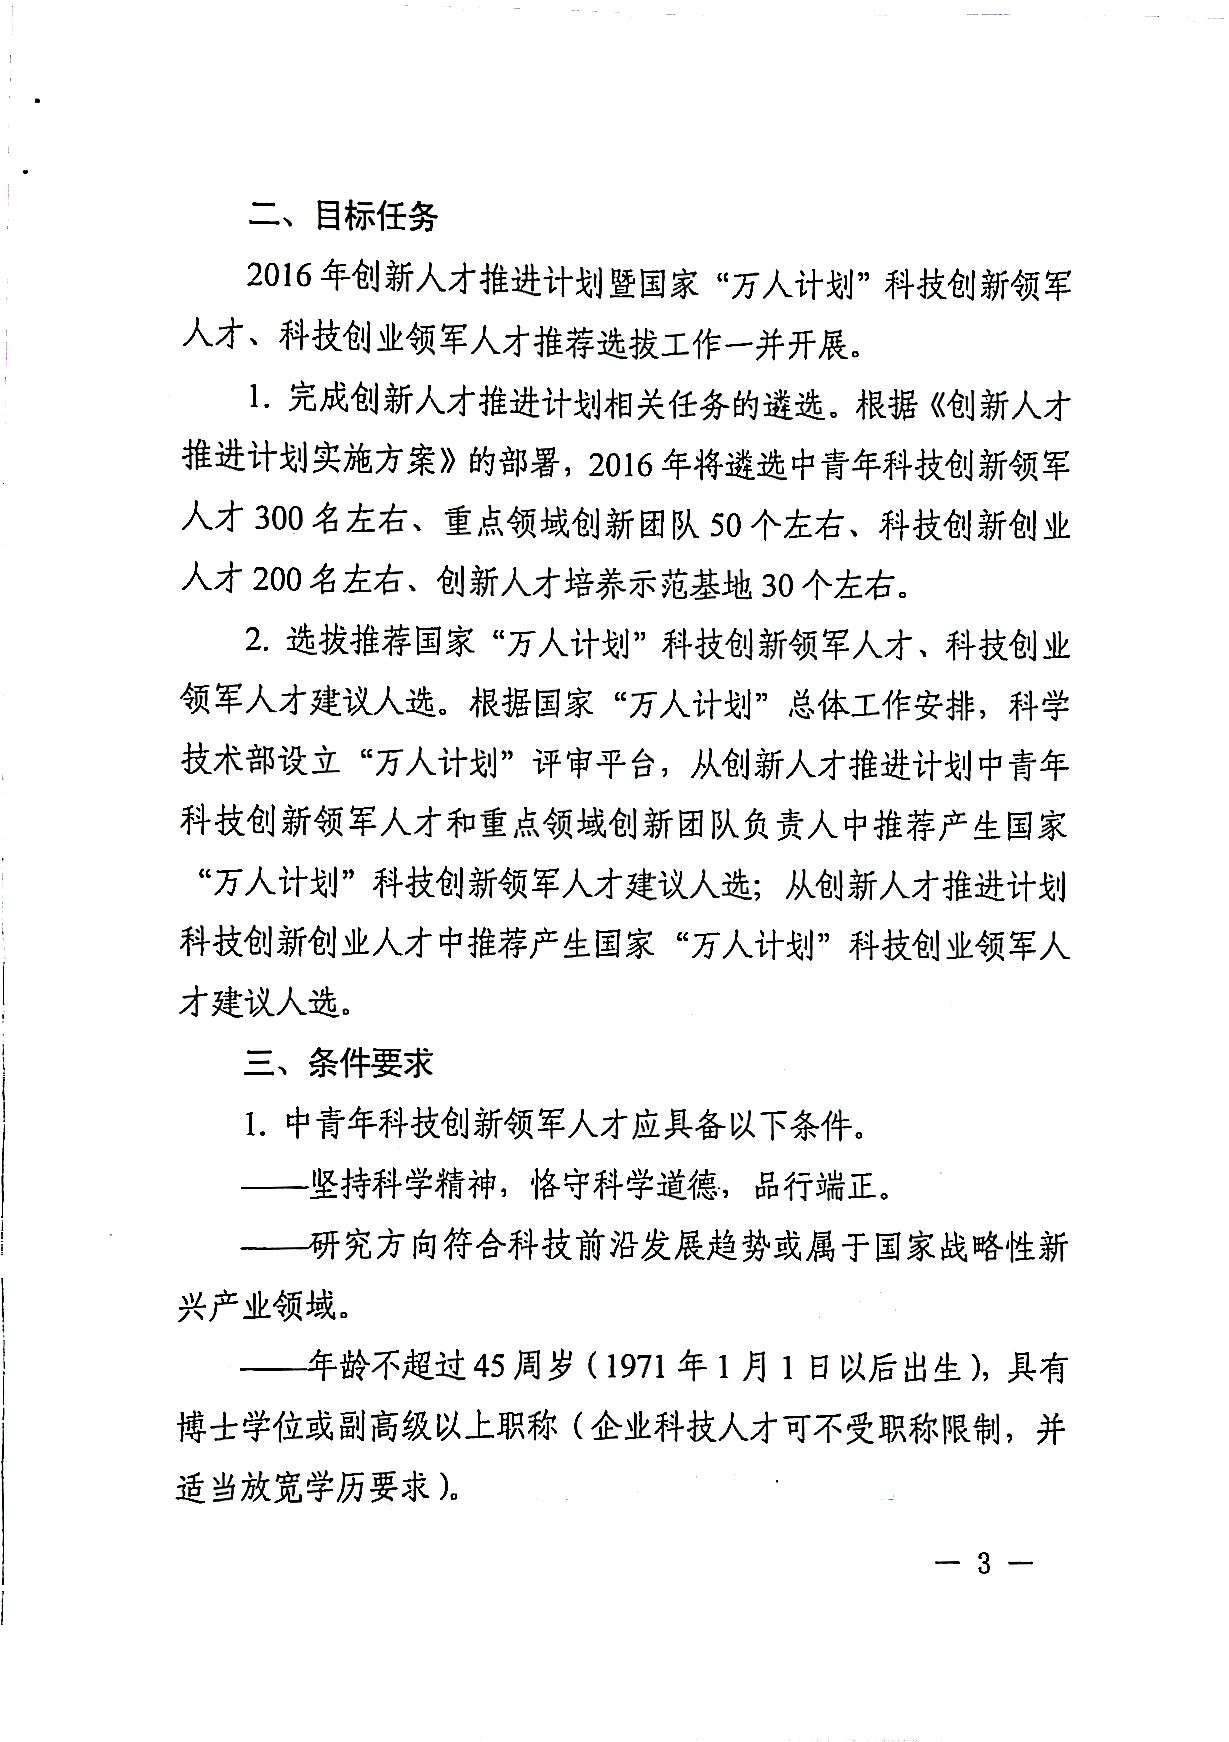 二、目标任务
2016年创新人才推进计划暨国家“万人计划”科技创新领军
人才、科技创业领军人才推荐选拔工作一并开展。
1. 完成创新人才推进计划相关任务的遴选。根据《创新人才
推进计划实施方案》的部署，2016年将遴选中青年科技创新领军
人才300名左右、重点领域创新团队50个左右、科技创新创业
人才200名左右、创新人才培养示范基地30个左右。
2. 选拔推荐国家“万人计划”科技创新领军人才、科技创业
领军人才建议人选。根据国家“万人计划”总体工作安排，科学
技术部设立“万人计划”评审平台，从创新人才推进计划中青年
科技创新领军人才和重点领域创新团队负责人中推荐产生国家
“万人计划”科技创新领军人才建议人选；从创新人才推进计划
科技创新创业人才中推荐产生国家“万人计划”科技创业领军人
才建议人选。
三、条件要求
1. 中青年科技创新领军人才应具备以下条件。
——坚持科学精神，恪守科学道德，品行端正。
——研究方向符合科技前沿发展趋势或属于国家战略性新
兴产业领域。
——年龄不超过45周岁（1971年1月1日以后出生），具有
博士学位或副高级以上职称（企业科技人才可不受职称限制，并
适当放宽学历要求）。
— 3 —